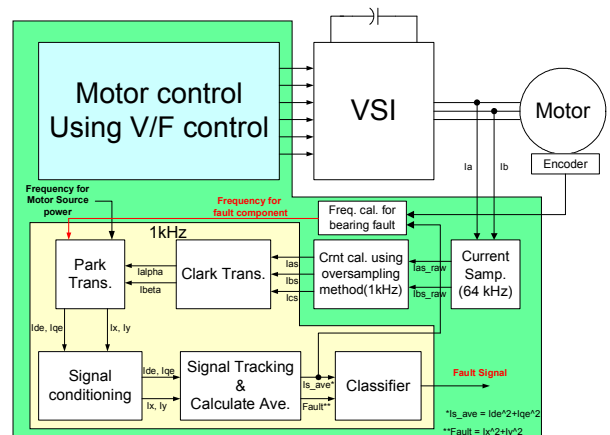 Motor control
Using V/F control
VSI
Motor
Encoder
Ia
Ib
Frequency for
Motor Source
power
Frequency for
fault component
Freq. cal. for
bearing fault
1kHz
Park
Trans.
Ialpha
Ibeta
Clark Trans.
Ias
Ibs
Ics
Crnt cal. using
oversampling
method(1kHz)
Ias_raw
Ibs_raw
Current
Samp.
(64 kHz)
Ide, Iqe
Ix, Iy
Signal
conditioning
Ide, Iqe
Ix, Iy
Signal Tracking
&
Calculate Ave.
Is_ave*
Fault**
Classifier
Fault Signal
*Is_ave = Ide^2+Iqe^2
**Fault = Ix^2+Iy^2